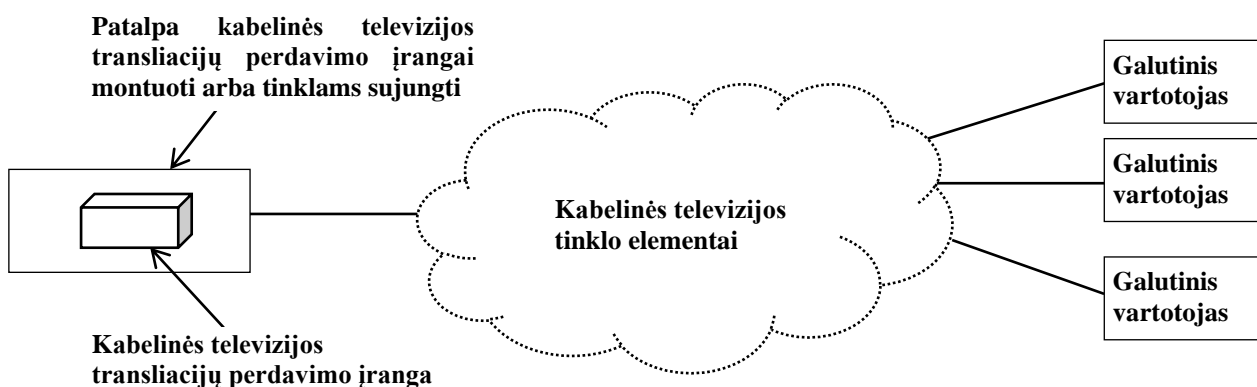 Patalpa kabelinės televizijos
transliacijų perdavimo įrangai
montuoti arba tinklams sujungti
Kabelinės televizijos
transliacijų perdavimo įranga
Kabelinės televizijos
tinklo elementai
Galutinis
vartotojas
Galutinis
vartotojas
Galutinis
vartotojas